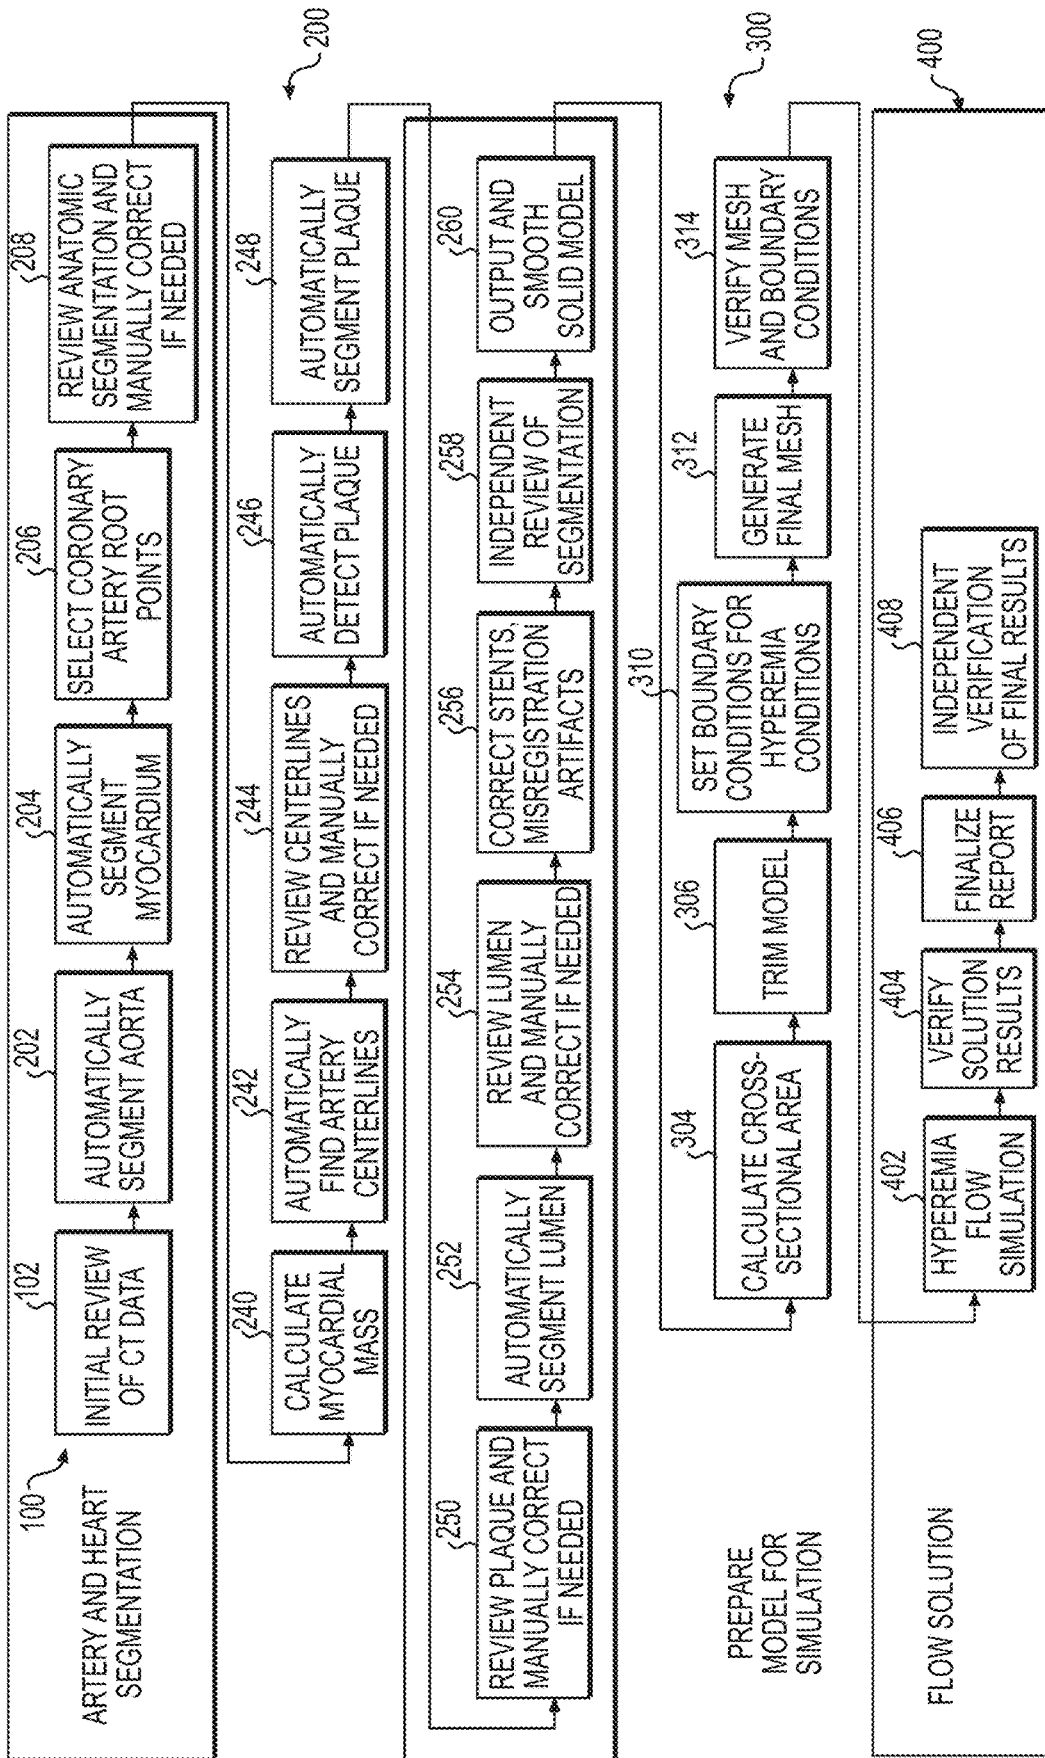 ARTERY AND HEART
SEGMENTATION
100
102
INITIAL REVIEW
OF CT DATA
202
AUTOMATICALLY
SEGMENT AORTA
204
AUTOMATICALLY
SEGMENT
MYOCARDIUM
206
SELECT CORONARY
ARTERY ROOT
POINTS
208
REVIEW ANATOMIC
SEGMENTATION AND
MANUALLY CORRECT
IF NEEDED
200
240
CALCULATE
MYOCARDIAL
MASS
242
AUTOMATICALLY
FIND ARTERY
CENTERLINES
244
REVIEW CENTERLINES
AND MANUALLY
CORRECT IF NEEDED
246
AUTOMATICALLY
DETECT PLAQUE
248
AUTOMATICALLY
SEGMENT PLAQUE
250
REVIEW PLAQUE AND
MANUALLY CORRECT
IF NEEDED
252
AUTOMATICALLY
SEGMENT LUMEN
254
REVIEW LUMEN
AND MANUALLY
CORRECT IF NEEDED
256
CORRECT STENTS,
MISREGISTRATION
ARTIFACTS
258
INDEPENDENT
REVIEW OF
SEGMENTATION
260
OUTPUT AND
SMOOTH
SOLID MODEL
PREPARE
MODEL FOR
SIMULATION
300
304
CALCULATE CROSS-
SECTIONAL AREA
306
TRIM MODEL
310
SET BOUNDARY
CONDITIONS FOR
HYPEREMIA
CONDITIONS
312
GENERATE
FINAL MESH
314
VERIFY MESH
AND BOUNDARY
CONDITIONS
FLOW SOLUTION
400
402
HYPEREMIA
FLOW
SIMULATION
404
VERIFY
SOLUTION
RESULTS
406
FINALIZE
REPORT
408
INDEPENDENT
VERIFICATION
OF FINAL RESULTS